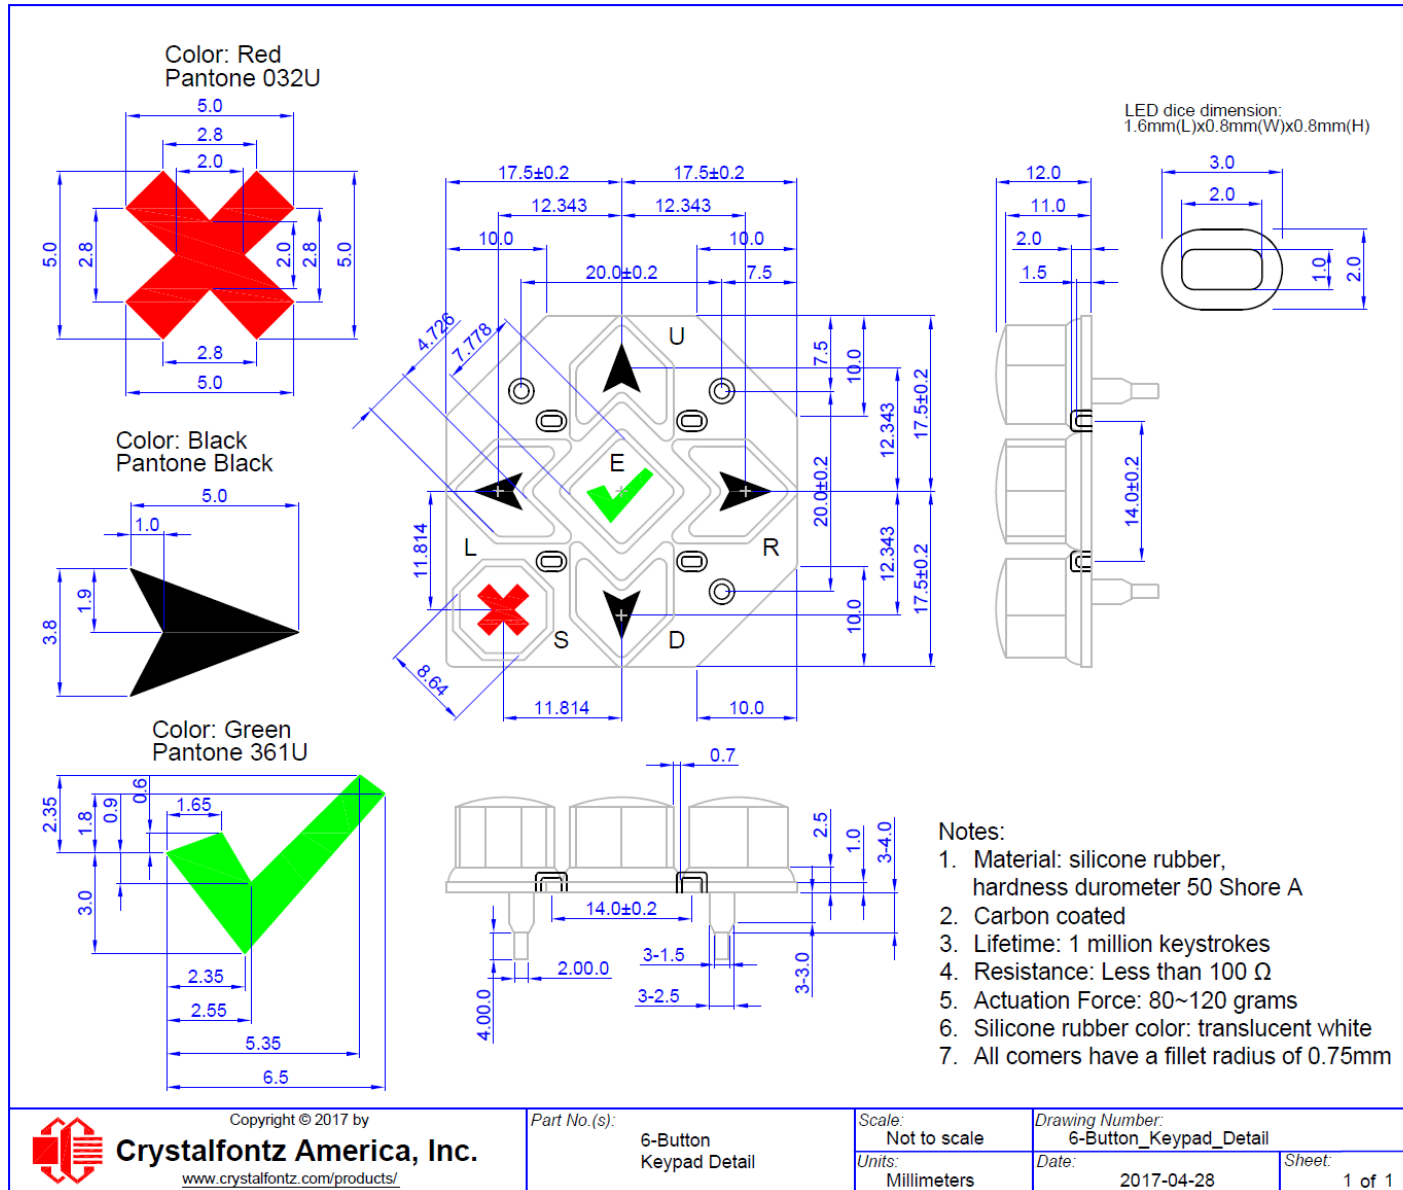 Color: Red
Pantone 032U
5.0
2.8
2.0
5.0
2.8
2.0
2.8
5.0
2.8
5.0
Color: Black
Pantone Black
5.0
1.0
1.9
3.8
Color: Green
Pantone 361U
2.35
1.8
0.9
0.6
1.65
3.0
2.35
2.55
5.35
6.5
17.5±0.2
17.5±0.2
12.343
12.343
10.0
10.0
20.0±0.2
7.5
4.726
7.778
U
E
L
R
S
D
7.5
10.0
12.343
17.5±0.2
20.0±0.2
12.343
17.5±0.2
10.0
11.814
8.64
11.814
10.0
12.0
11.0
2.0
1.5
14.0±0.2
LED dice dimension:
1.6mm(L)x0.8mm(W)x0.8mm(H)
3.0
2.0
1.0
2.0
0.7
2.5
1.0
3-4.0
14.0±0.2
3-1.5
2.00.0
3-2.5
3-3.0
4.00.0
Notes:
1. Material: silicone rubber,
hardness durometer 50 Shore A
2. Carbon coated
3. Lifetime: 1 million keystrokes
4. Resistance: Less than 100 Ω
5. Actuation Force: 80~120 grams
6. Silicone rubber color: translucent white
7. All comers have a fillet radius of 0.75mm
Copyright © 2017 by
Crystalfontz America, Inc.
www.crystalfontz.com/products/
Part No.(s):
6-Button
Keypad Detail
Scale:
Not to scale
Units:
Millimeters
Drawing Number:
6-Button_Keypad_Detail
Date:
2017-04-28
Sheet:
1 of 1